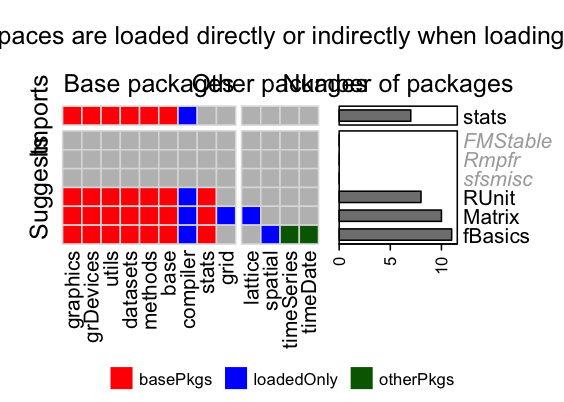 paces are loaded directly or indirectly when loading
Base packages
Other packages
Number of packages
Imports
Suggests
stats
FMStable
Rmpfr
sfsmisc
RUnit
Matrix
fBasics
graphics
grDevices
utils
datasets
methods
base
compiler
stats
grid
lattice
spatial
timeSeries
timeDate
0
5
10
basePkgs
loadedOnly
otherPkgs